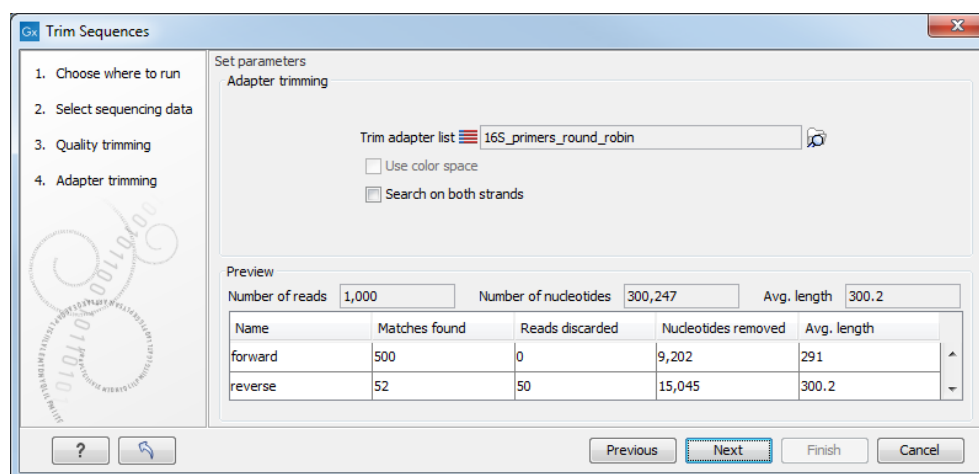 Gx Trim Sequences
1. Choose where to run
2. Select sequencing data
3. Quality trimming
4. Adapter trimming
Set parameters
Adapter trimming
Trim adapter list 16S_primers_round_robin
Use color space
Search on both strands
Preview
Number of reads 1,000 Number of nucleotides 300,247 Avg. length 300.2
Name Matches found Reads discarded Nucleotides removed Avg. length
forward 500 0 9,202 291
reverse 52 50 15,045 300.2
? Previous Next Finish Cancel